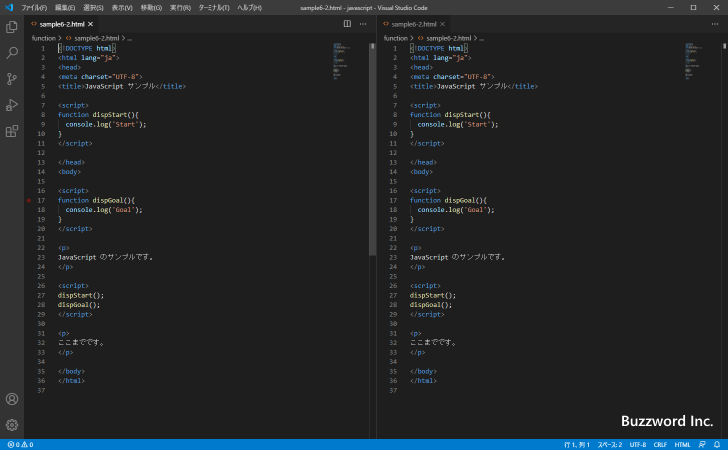 ファイル(F) 編集(E) 選択(S) 表示(V) 移動(G) 実行(R) ターミナル(T) ヘルプ(H) sample6-2.html - javascript - Visual Studio Code
sample6-2.html
function > sample6-2.html > ...
1 <!DOCTYPE html>
2 <html lang="ja">
3 <head>
4 <meta charset="UTF-8">
5 <title>JavaScript サンプル</title>
6
7 <script>
8 function dispStart(){
9 console.log('Start');
10 }
11 </script>
12
13 </head>
14 <body>
15
16 <script>
17 function dispGoal(){
18 console.log('Goal');
19 }
20 </script>
21
22 <p>
23 JavaScript のサンプルです。
24 </p>
25
26 <script>
27 dispStart();
28 dispGoal();
29 </script>
30
31 <p>
32 ここまでです。
33 </p>
34
35 </body>
36 </html>
37
sample6-2.html
function > sample6-2.html > ...
1 <!DOCTYPE html>
2 <html lang="ja">
3 <head>
4 <meta charset="UTF-8">
5 <title>JavaScript サンプル</title>
6
7 <script>
8 function dispStart(){
9 console.log('Start');
10 }
11 </script>
12
13 </head>
14 <body>
15
16 <script>
17 function dispGoal(){
18 console.log('Goal');
19 }
20 </script>
21
22 <p>
23 JavaScript のサンプルです。
24 </p>
25
26 <script>
27 dispStart();
28 dispGoal();
29 </script>
30
31 <p>
32 ここまでです。
33 </p>
34
35 </body>
36 </html>
37
Buzzword Inc.
0 0 行 1、列 1 スペース: 2 UTF-8 CRLF HTML